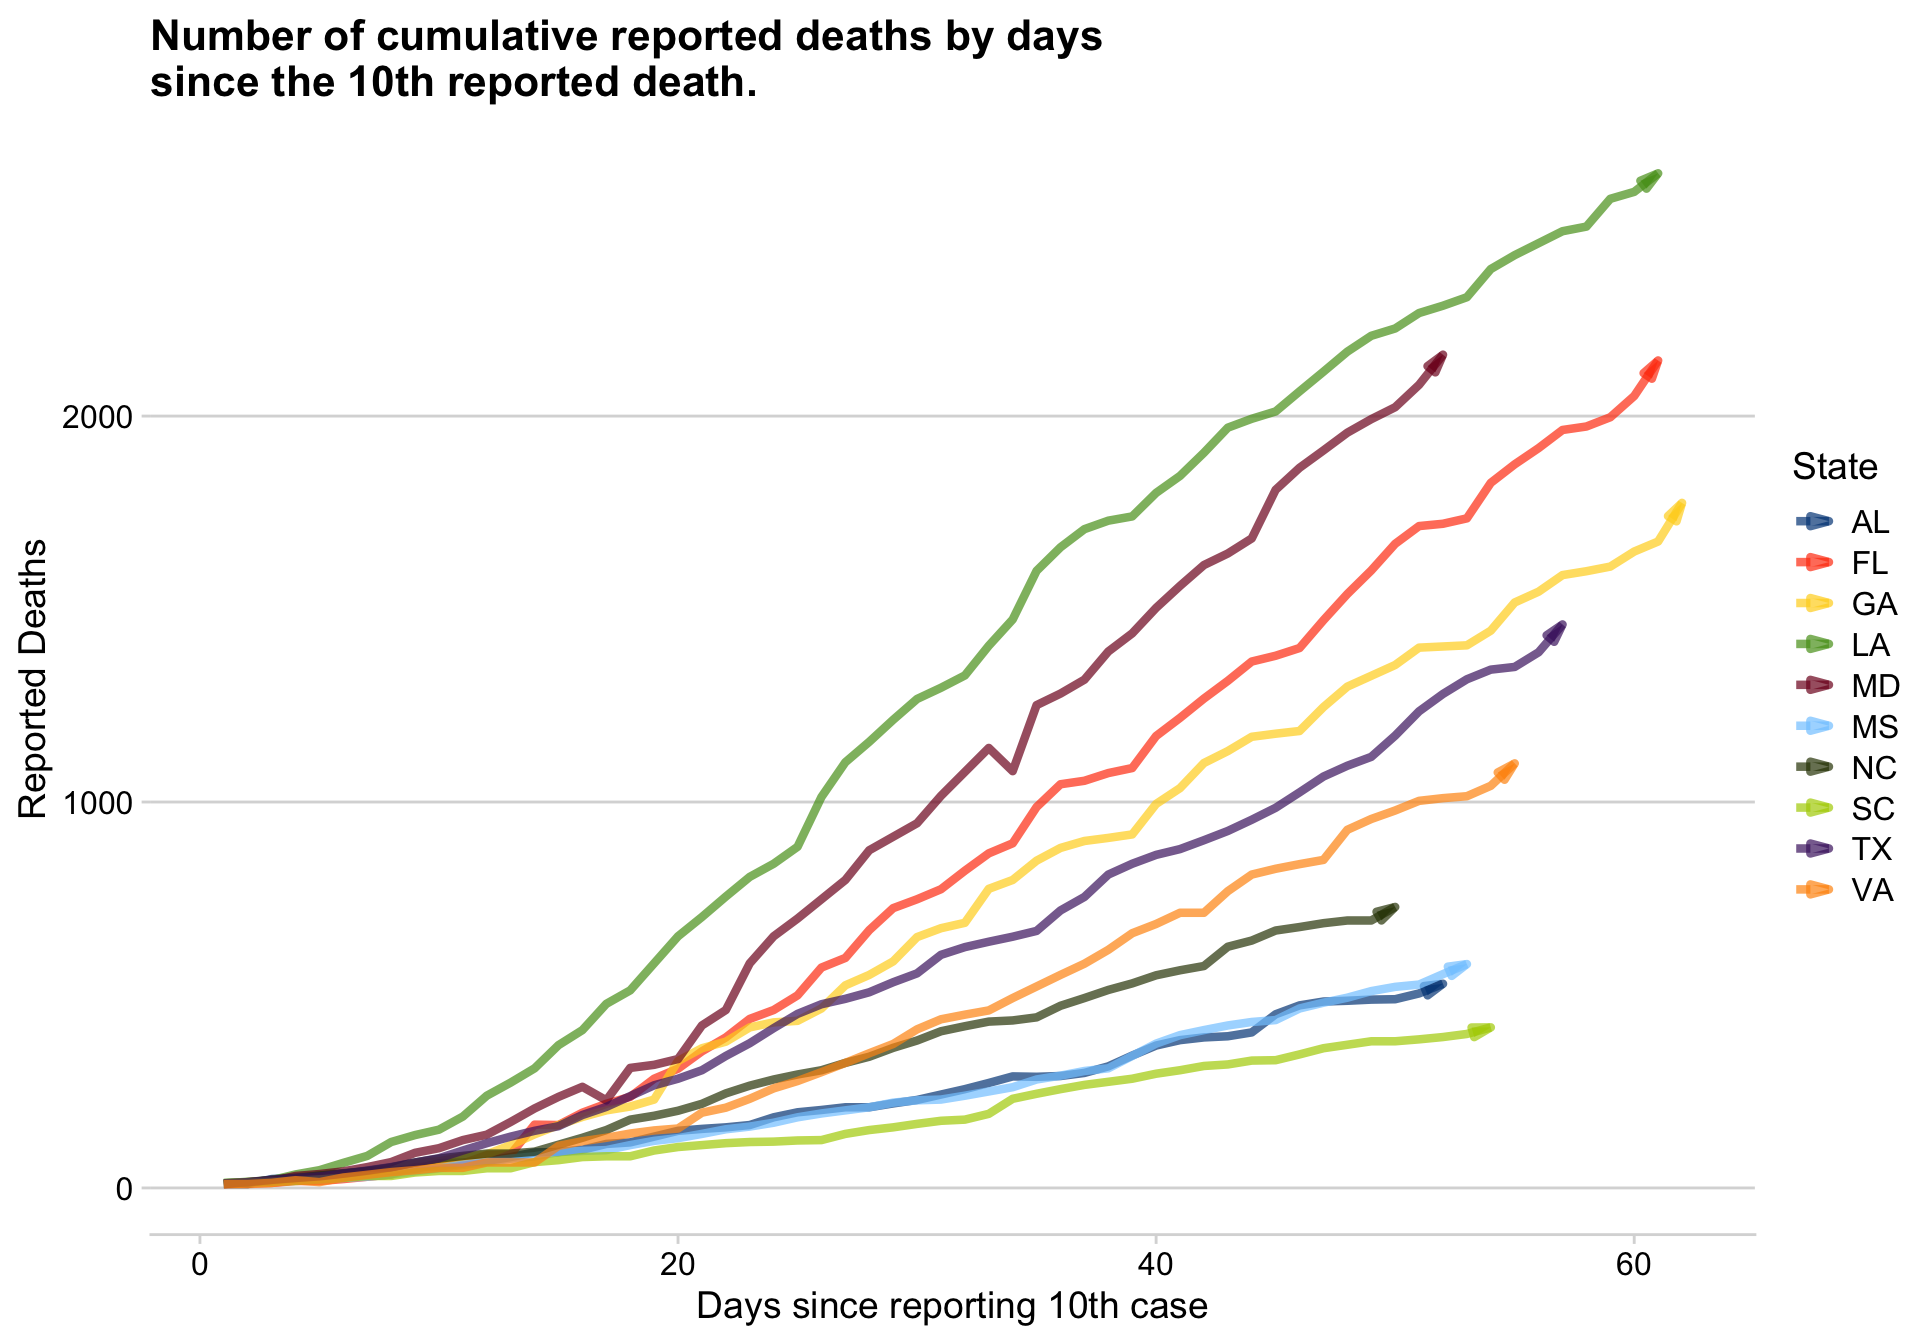 Number of cumulative reported deaths by days
since the 10th reported death.
Reported Deaths
2000
1000
0
0
20
40
60
Days since reporting 10th case
State
AL
FL
GA
LA
MD
MS
NC
SC
TX
VA